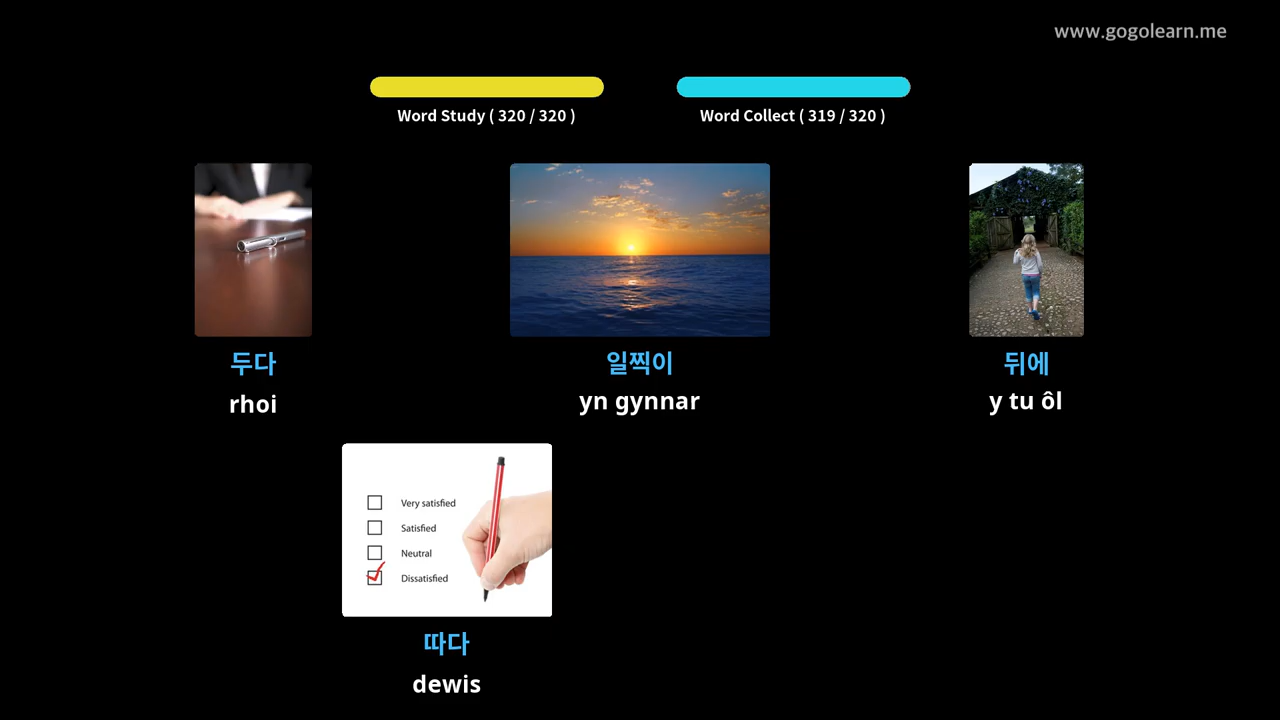 www.gogolearn.me
Word Study ( 320 / 320 )
Word Collect ( 319 / 320 )
두다
rhoi
일찍이
yn gynnar
뒤에
y tu ôl
Very satisfied
Satisfied
Neutral
Dissatisfied
따다
dewis